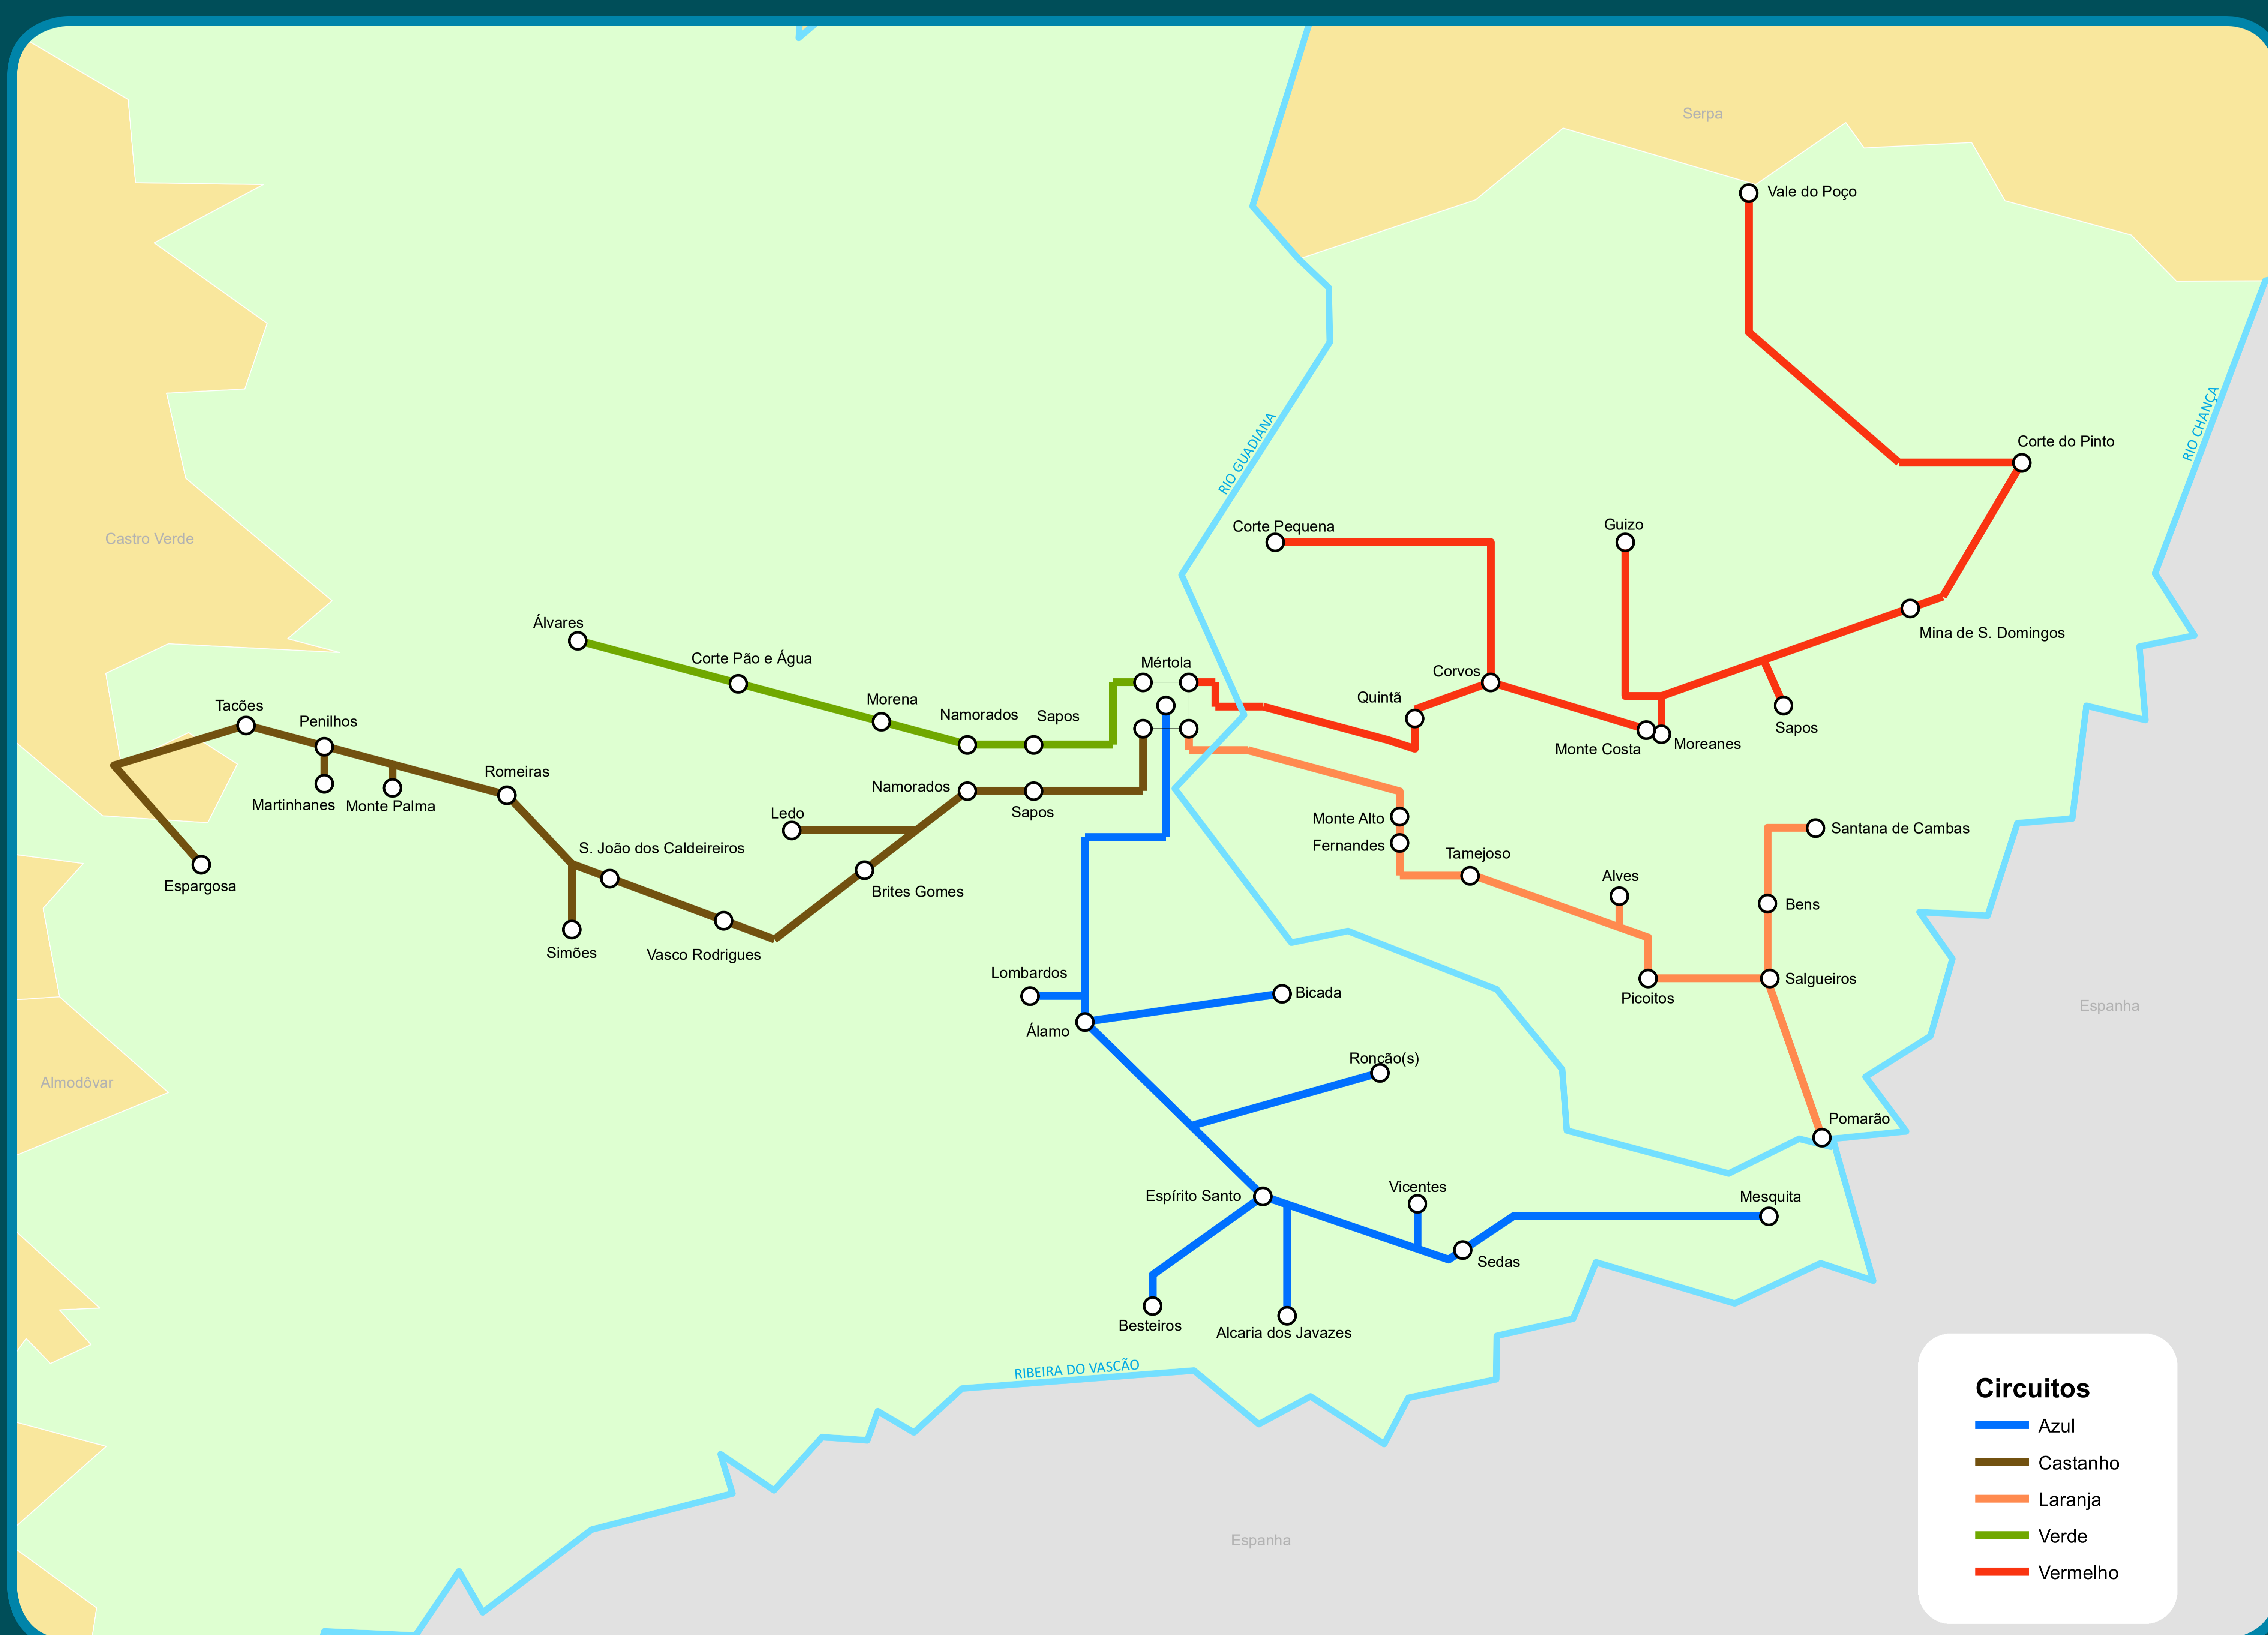 Serpa
Vale do Poço
RIO CHANÇA
RIO GUADIANA
Corte do Pinto
Castro Verde
Corte Pequena
Guizo
Álvares
Mina de S. Domingos
Corte Pão e Água
Mértola
Corvos
Quintã
Morena
Namorados
Sapos
Tacões
Penilhos
Sapos
Monte Costa
Moreanes
Romeiras
Martinhanes
Monte Palma
Namorados
Sapos
Ledo
Monte Alto
Fernandes
Santana de Cambas
S. João dos Caldeireiros
Tamejoso
Espargosa
Brites Gomes
Alves
Bens
Simões
Vasco Rodrigues
Lombardos
Bicada
Salgueiros
Picoitos
Espanha
Álamo
Roncão(s)
Almodôvar
Pomarão
Espírito Santo
Vicentes
Mesquita
Sedas
Besteiros
Alcaria dos Javazes
RIBEIRA DO VASCÃO
Espanha
Circuitos
Azul
Castanho
Laranja
Verde
Vermelho